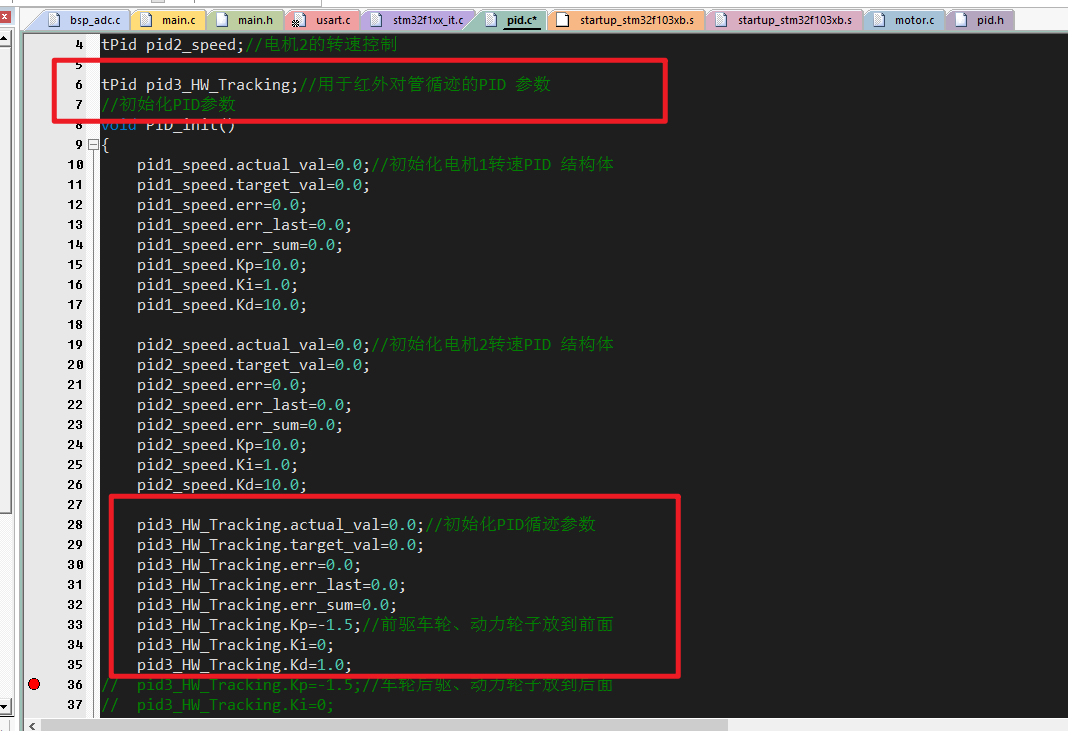 bsp_adc.c main.c main.h usart.c stm32f1xx_it.c pid.c* startup_stm32f103xb.s startup_stm32f103xb.s motor.c pid.h
4 tPid pid2_speed;//电机2的转速控制
5
6 tPid pid3_HW_Tracking;//用于红外对管循迹的PID 参数
7 //初始化PID参数
8 void PID_init()
9 {
10 pid1_speed.actual_val=0.0;//初始化电机1转速PID 结构体
11 pid1_speed.target_val=0.0;
12 pid1_speed.err=0.0;
13 pid1_speed.err_last=0.0;
14 pid1_speed.err_sum=0.0;
15 pid1_speed.Kp=10.0;
16 pid1_speed.Ki=1.0;
17 pid1_speed.Kd=10.0;
18
19 pid2_speed.actual_val=0.0;//初始化电机2转速PID 结构体
20 pid2_speed.target_val=0.0;
21 pid2_speed.err=0.0;
22 pid2_speed.err_last=0.0;
23 pid2_speed.err_sum=0.0;
24 pid2_speed.Kp=10.0;
25 pid2_speed.Ki=1.0;
26 pid2_speed.Kd=10.0;
27
28 pid3_HW_Tracking.actual_val=0.0;//初始化PID循迹参数
29 pid3_HW_Tracking.target_val=0.0;
30 pid3_HW_Tracking.err=0.0;
31 pid3_HW_Tracking.err_last=0.0;
32 pid3_HW_Tracking.err_sum=0.0;
33 pid3_HW_Tracking.Kp=-1.5;//前驱车轮、动力轮子放到前面
34 pid3_HW_Tracking.Ki=0;
35 pid3_HW_Tracking.Kd=1.0;
36 // pid3_HW_Tracking.Kp=-1.5;//车轮后驱、动力轮子放到后面
37 // pid3_HW_Tracking.Ki=0;